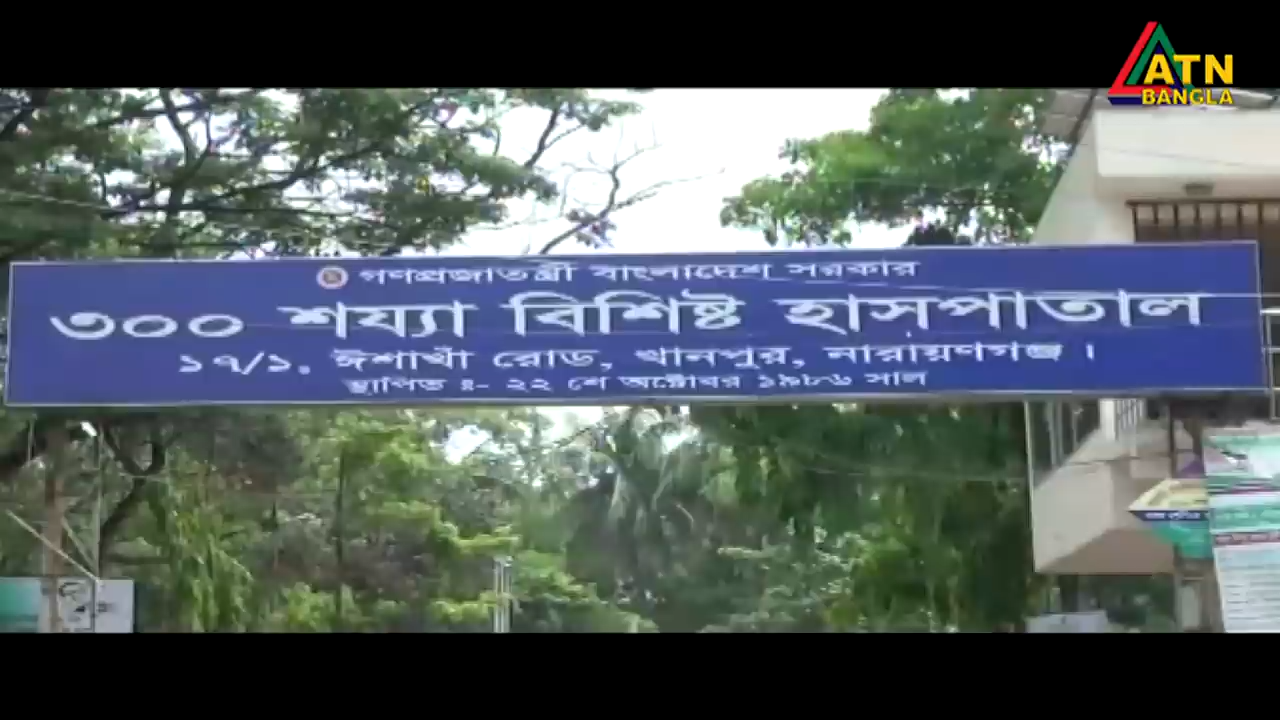 ATN
BANGLA
গণপ্রজাতন্ত্রী বাংলাদেশ সরকার
৩০০ শয্যা বিশিষ্ট হাসপাতাল
১৭/১, ঈশাখাঁ রোড, খানপুর, নারায়ণগঞ্জ।
স্থাপিত ঃ- ২২ শে অক্টোবর ১৯৮৬ সাল